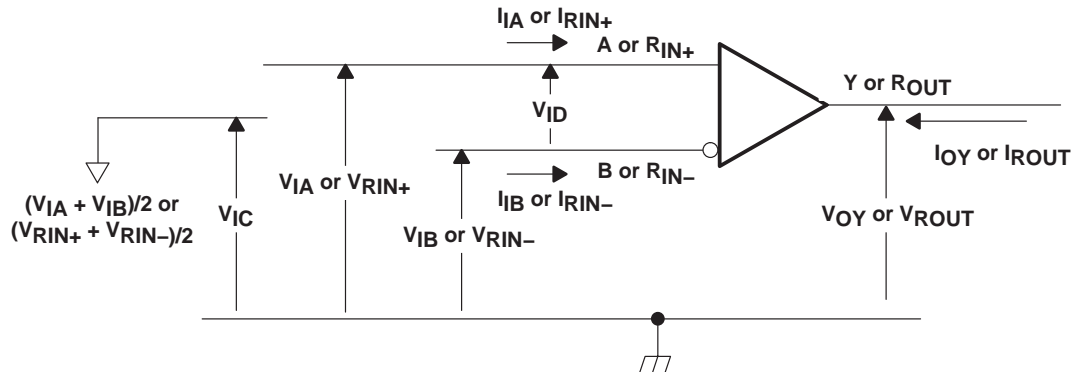 IIA or IRIN+
A or RIN+
Y or ROUT
VID
IOY or IROUT
B or RIN–
VIA or VRIN+
IIB or IRIN–
(VIA + VIB)/2 or
(VRIN+ + VRIN–)/2
VIC
VOY or VROUT
VIB or VRIN–